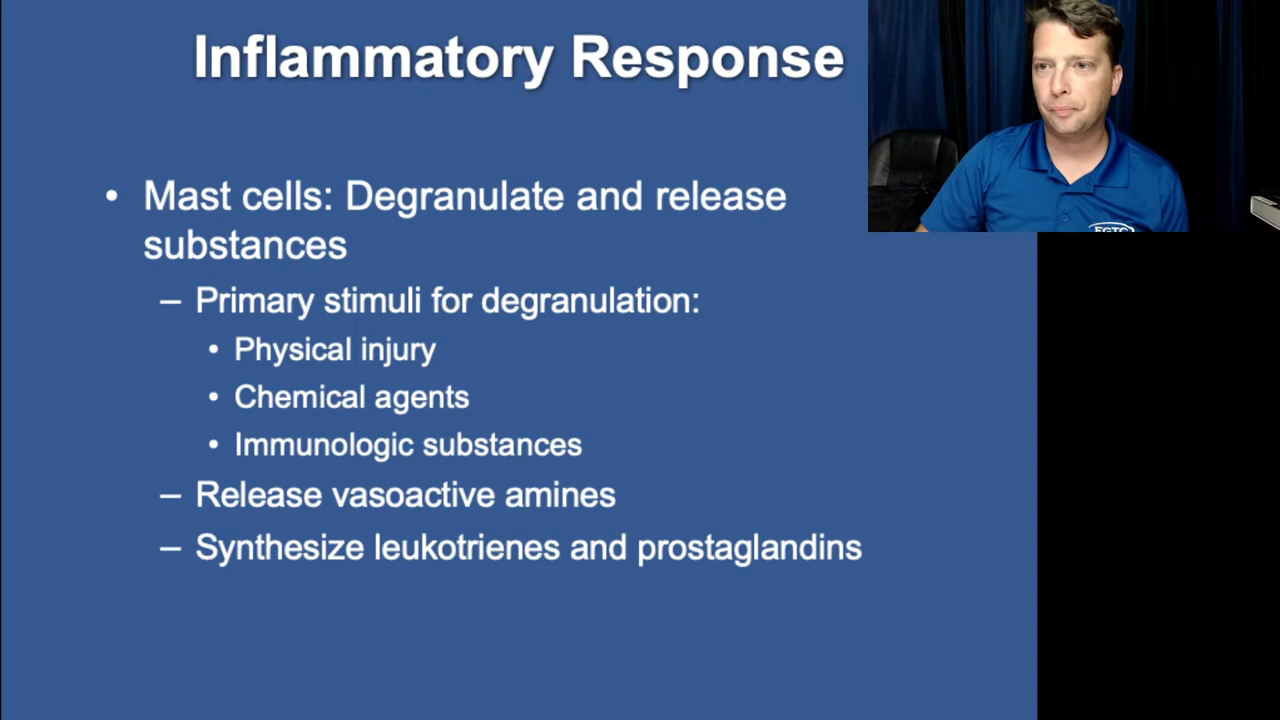 Inflammatory Response
• Mast cells: Degranulate and release
substances
– Primary stimuli for degranulation:
• Physical injury
• Chemical agents
• Immunologic substances
– Release vasoactive amines
– Synthesize leukotrienes and prostaglandins